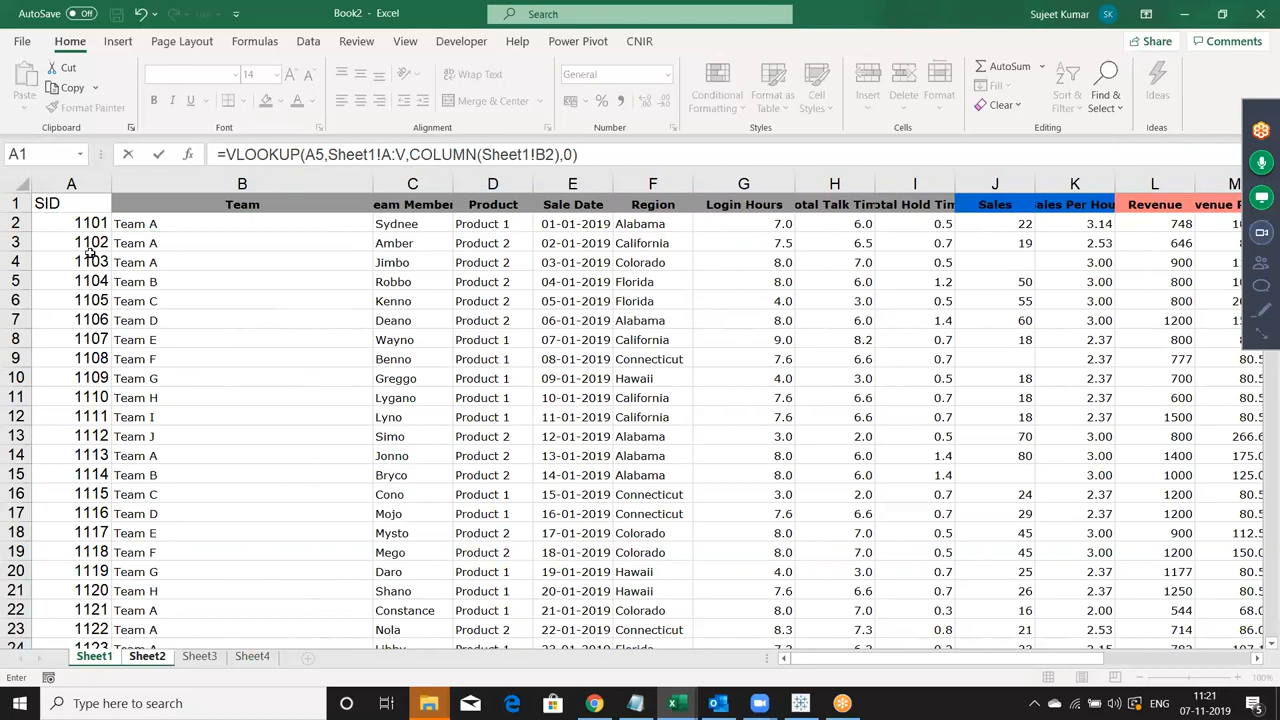 AutoSave Off Book2 - Excel Search Sujeet Kumar SK
File Home Insert Page Layout Formulas Data Review View Developer Help Power Pivot CNIR Share Comments
Paste Cut Copy Format Painter 14 Wrap Text Merge & Center General Conditional Formatting Format as Table Cell Styles Insert Delete Format AutoSum Fill Clear Sort & Filter Find & Select Ideas
Clipboard Font Alignment Number Styles Cells Editing Ideas
A1 =VLOOKUP(A5,Sheet1!A:V,COLUMN(Sheet1!B2),0)
A B C D E F G H I J K L M
1 SID Team eam Member Product Sale Date Region Login Hours otal Talk Tim otal Hold Tim Sales ales Per Hou Revenue venue P
2 1101 Team A Sydnee Product 1 01-01-2019 Alabama 7.0 6.0 0.5 22 3.14 748 10
3 1102 Team A Amber Product 2 02-01-2019 California 7.5 6.5 0.5 19 2.53 646 8
4 1103 Team A Jimbo Product 2 03-01-2019 Colorado 8.0 7.0 0.5 3.00 900 1
5 1104 Team B Robbo Product 2 04-01-2019 Florida 8.0 6.0 1.2 50 3.00 800 10
6 1105 Team C Kenno Product 2 05-01-2019 Florida 4.0 3.0 0.5 55 3.00 800 20
7 1106 Team D Deano Product 2 06-01-2019 Alabama 8.0 6.0 1.4 60 3.00 1200 15
8 1107 Team E Wayno Product 2 07-01-2019 California 9.0 8.2 0.7 18 2.37 800 80.5
9 1108 Team F Benno Product 1 08-01-2019 Connecticut 7.6 6.6 0.7 2.37 777 80.5
10 1109 Team G Greggo Product 1 09-01-2019 Hawaii 4.0 3.0 0.5 18 2.37 700 80.5
11 1110 Team H Lygano Product 1 10-01-2019 California 7.6 6.6 0.7 18 2.37 600 80.5
12 1111 Team I Lyno Product 1 11-01-2019 California 7.6 6.6 0.7 18 2.37 1500 80.5
13 1112 Team J Simo Product 2 12-01-2019 Alabama 3.0 2.0 0.5 70 3.00 800 266.6
14 1113 Team A Jonno Product 2 13-01-2019 Alabama 8.0 6.0 1.4 80 3.00 1400 175.0
15 1114 Team B Bryco Product 2 14-01-2019 Alabama 8.0 6.0 1.4 3.00 1000 125.0
16 1115 Team C Cono Product 1 15-01-2019 Connecticut 3.0 2.0 0.7 24 2.37 1200 80.5
17 1116 Team D Mojo Product 1 16-01-2019 Connecticut 7.6 6.6 0.7 29 2.37 1200 80.5
18 1117 Team E Mysto Product 2 17-01-2019 Colorado 8.0 7.0 0.5 45 3.00 900 112.5
19 1118 Team F Mego Product 2 18-01-2019 Colorado 8.0 7.0 0.5 45 3.00 1200 150.0
20 1119 Team G Daro Product 1 19-01-2019 Hawaii 4.0 3.0 0.7 25 2.37 1177 80.5
21 1120 Team H Shano Product 1 20-01-2019 Hawaii 7.6 6.6 0.7 26 2.37 1250 80.5
22 1121 Team A Constance Product 1 21-01-2019 Colorado 8.0 7.0 0.3 16 2.00 544 68.0
23 1122 Team A Nola Product 2 22-01-2019 Connecticut 8.3 7.3 0.8 21 2.53 714 86.0
24 1123 Team A Libby Product 2 23-01-2019 Florida
Sheet1 Sheet2 Sheet3 Sheet4
Enter 100%
Type here to search ENG 11:21 07-11-2019 5